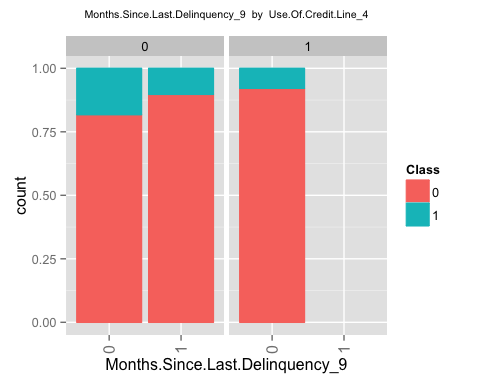 Months.Since.Last.Delinquency_9 by Use.Of.Credit.Line_4
0 1
1.00
0.75
0.50
0.25
0.00
count
0 1 0 1
Months.Since.Last.Delinquency_9
Class
0
1